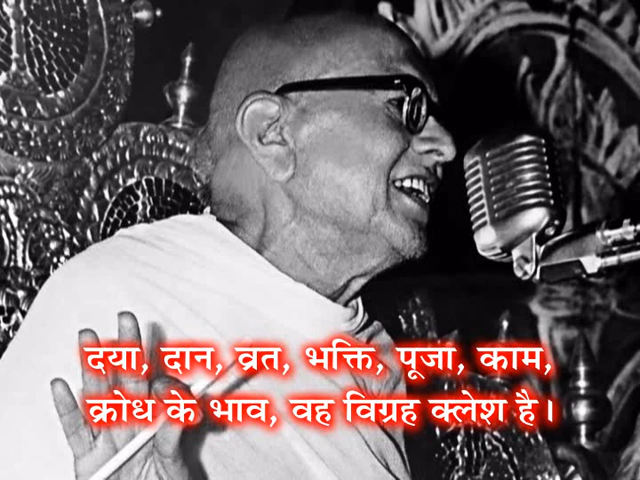 दया, दान, व्रत, भक्ति, पूजा, काम,
क्रोध के भाव, वह विग्रह क्लेश है।